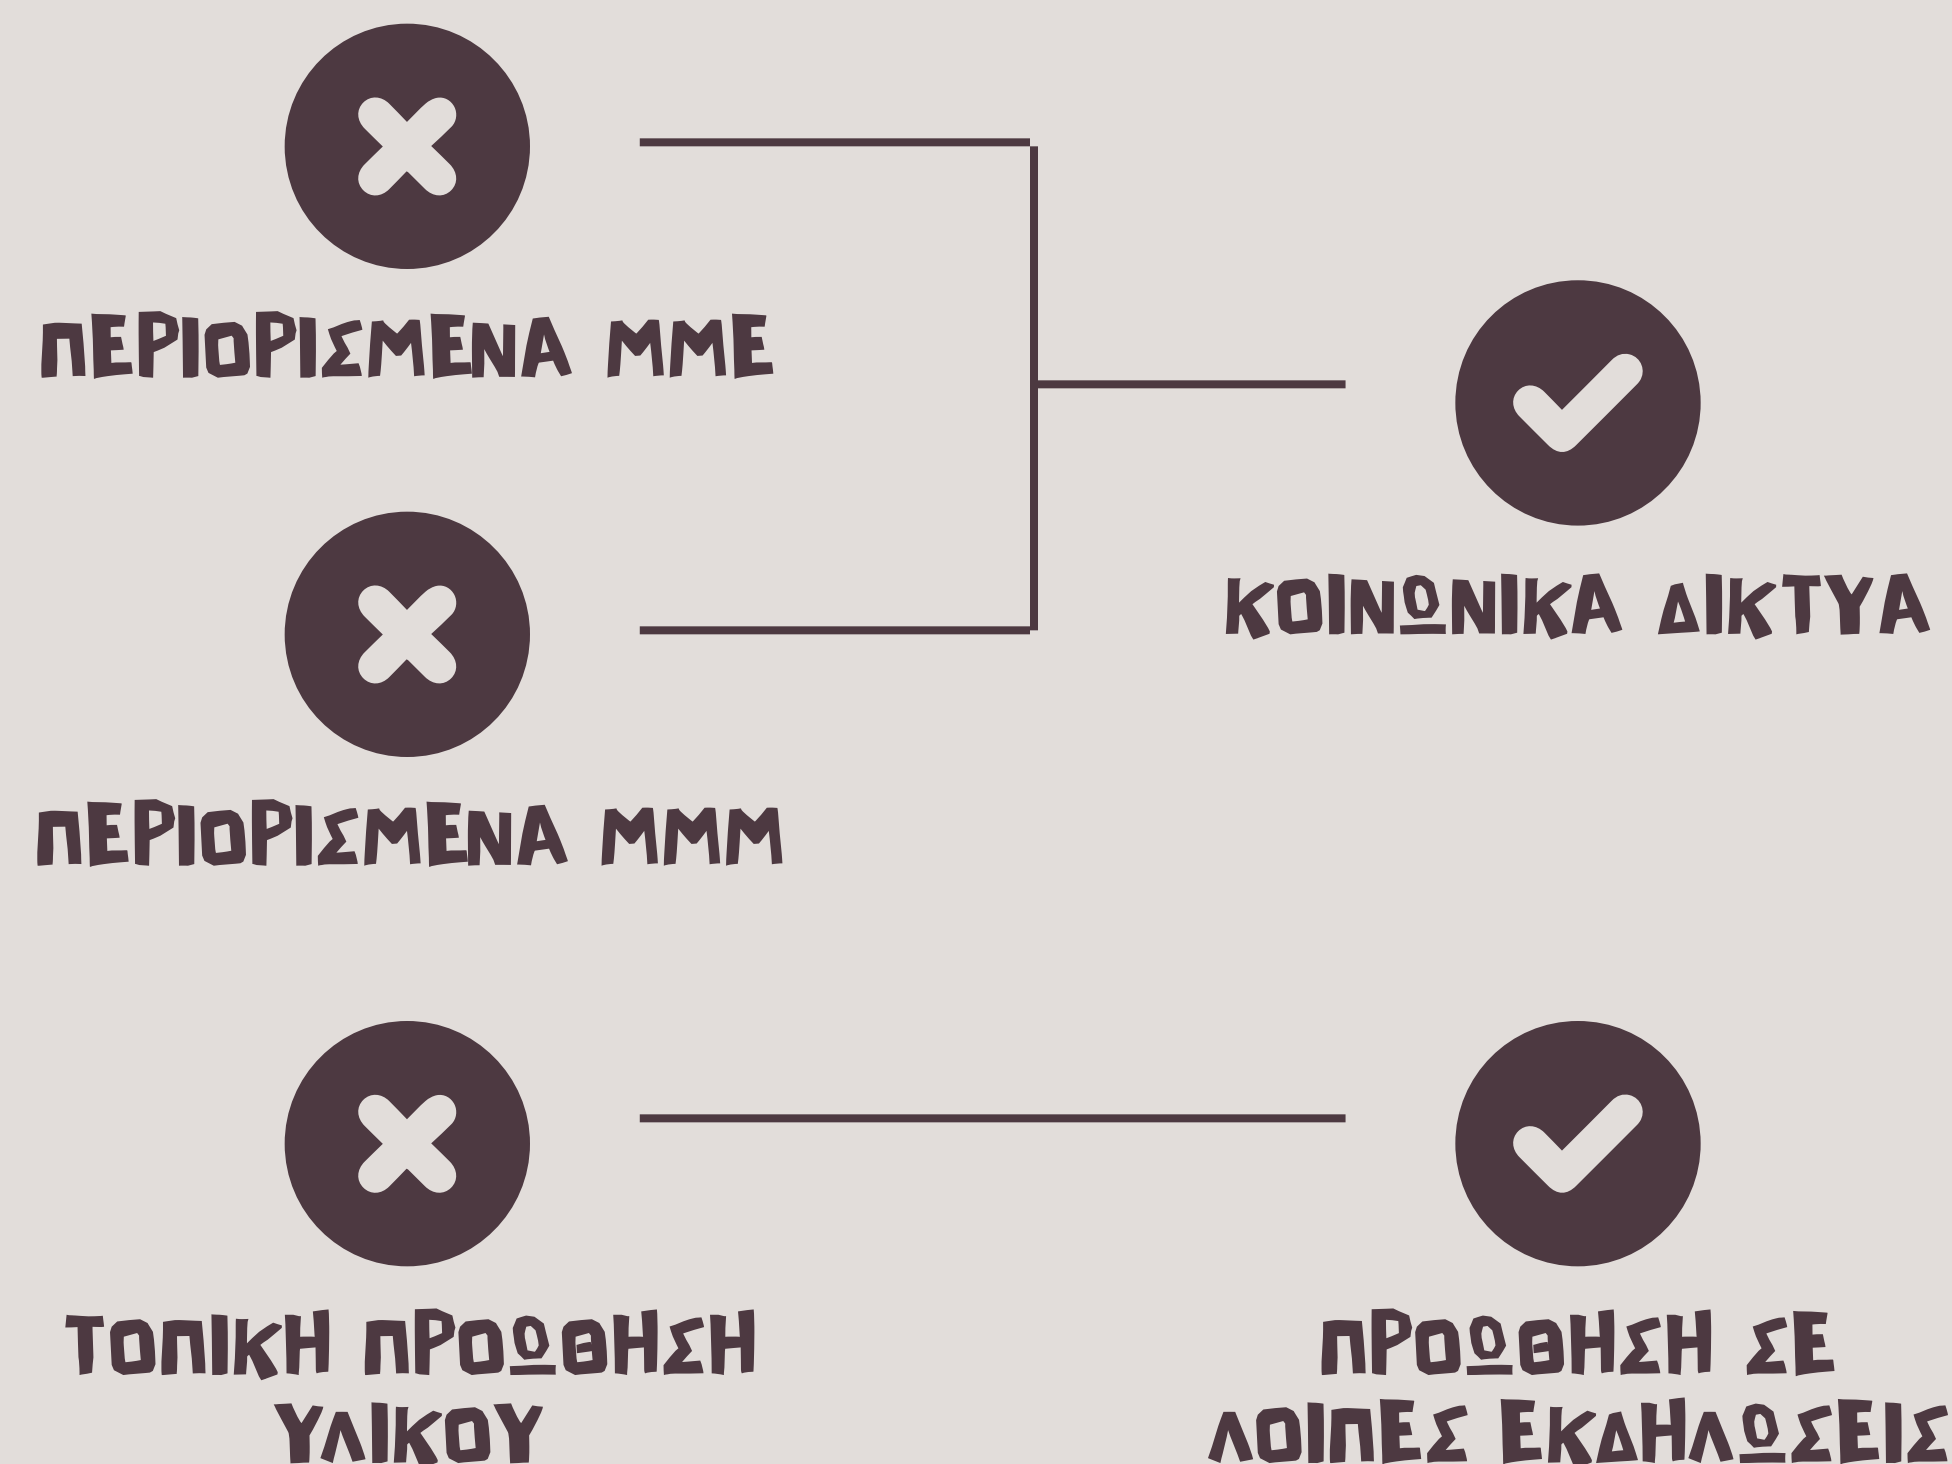 ΠΕΡΙΟΡΙΣΜΕΝΑ ΜΜΕ
ΚΟΙΝΩΝΙΚΑ ΔΙΚΤΥΑ
ΠΕΡΙΟΡΙΣΜΕΝΑ ΜΜΜ
ΤΟΠΙΚΗ ΠΡΟΩΘΗΣΗ
ΥΛΙΚΟΥ
ΠΡΟΩΘΗΣΗ ΣΕ
ΛΟΙΠΕΣ ΕΚΔΗΛΩΣΕΙΣ